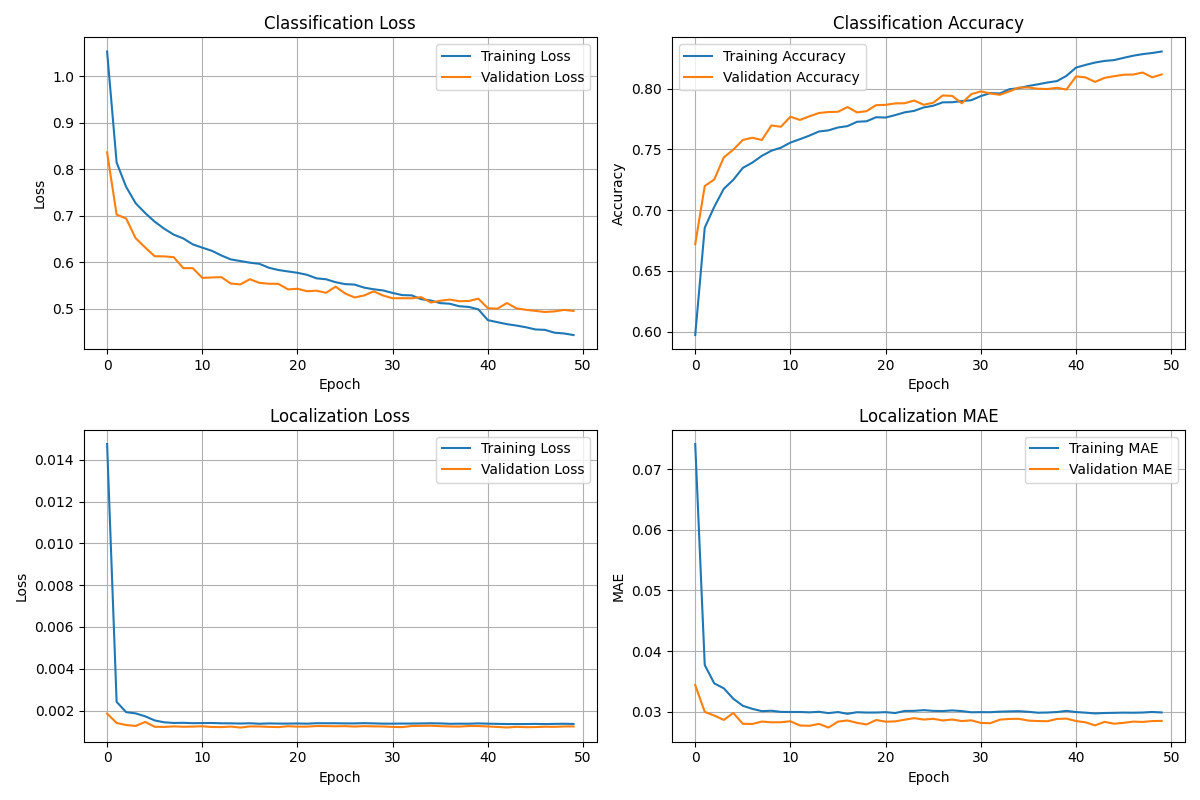 Classification Loss
Training Loss
Validation Loss
1.0
0.9
0.8
0.7
0.6
0.5
Loss
0 10 20 30 40 50
Epoch
Classification Accuracy
Training Accuracy
Validation Accuracy
0.80
0.75
0.70
0.65
0.60
Accuracy
0 10 20 30 40 50
Epoch
Localization Loss
Training Loss
Validation Loss
0.014
0.012
0.010
0.008
0.006
0.004
0.002
Loss
0 10 20 30 40 50
Epoch
Localization MAE
Training MAE
Validation MAE
0.07
0.06
0.05
0.04
0.03
MAE
0 10 20 30 40 50
Epoch